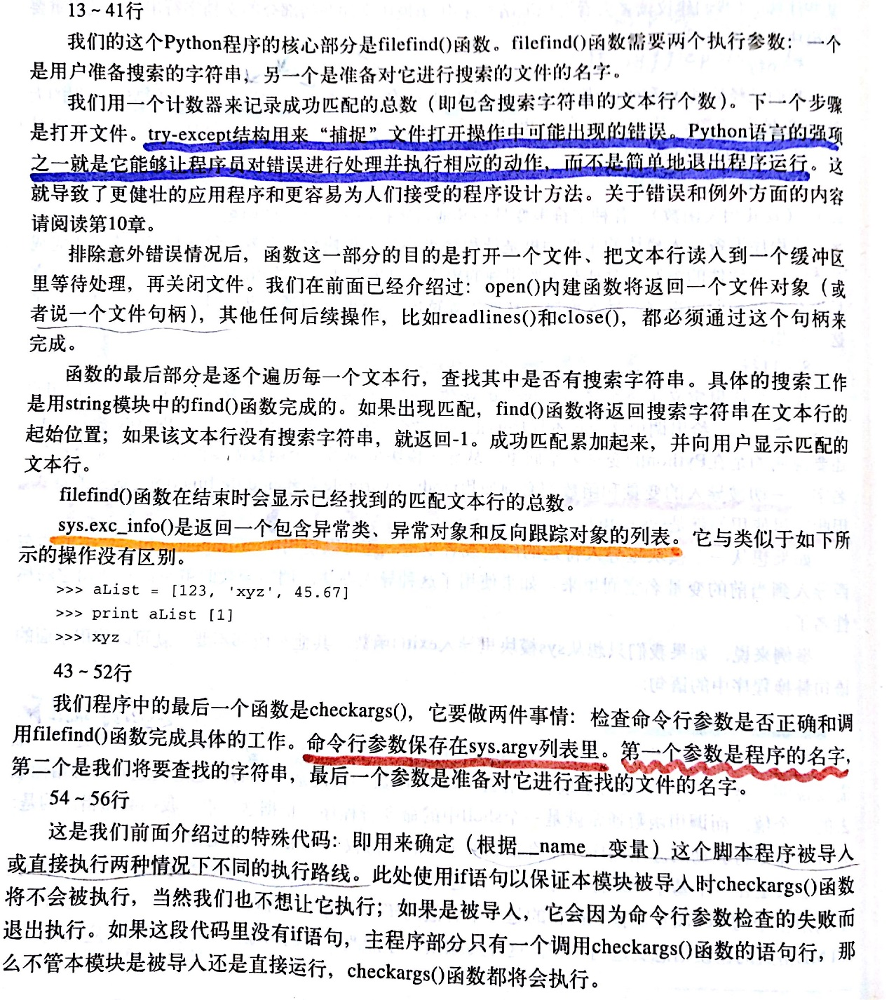 13～41行
我们的这个Python程序的核心部分是filefind()函数。filefind()函数需要两个执行参数：一个
是用户准备搜索的字符串，另一个是准备对它进行搜索的文件的名字。
我们用一个计数器来记录成功匹配的总数（即包含搜索字符串的文本行个数）。下一个步骤
是打开文件。try-except结构用来“捕捉”文件打开操作中可能出现的错误。Python语言的强项
之一就是它能够让程序员对错误进行处理并执行相应的动作，而不是简单地退出程序运行。这
就导致了更健壮的应用程序和更容易为人们接受的程序设计方法。关于错误和例外方面的内容
请阅读第10章。
排除意外错误情况后，函数这一部分的目的是打开一个文件、把文本行读入到一个缓冲区
里等待处理，再关闭文件。我们在前面已经介绍过：open()内建函数将返回一个文件对象（或
者说一个文件句柄），其他任何后续操作，比如readlines()和close()，都必须通过这个句柄来
完成。
函数的最后部分是逐个遍历每一个文本行，查找其中是否有搜索字符串。具体的搜索工作
是用string模块中的find()函数完成的。如果出现匹配，find()函数将返回搜索字符串在文本行的
起始位置；如果该文本行没有搜索字符串，就返回-1。成功匹配累加起来，并向用户显示匹配的
文本行。
filefind()函数在结束时会显示已经找到的匹配文本行的总数。
sys.exc_info()是返回一个包含异常类、异常对象和反向跟踪对象的列表。它与类似于如下所
示的操作没有区别。
>>> aList = [123, 'xyz', 45.67]
>>> print aList [1]
>>> xyz
43～52行
我们程序中的最后一个函数是checkargs()，它要做两件事情：检查命令行参数是否正确和调
用filefind()函数完成具体的工作。命令行参数保存在sys.argv列表里。第一个参数是程序的名字，
第二个是我们将要查找的字符串，最后一个参数是准备对它进行查找的文件的名字。
54～56行
这是我们前面介绍过的特殊代码：即用来确定（根据__name__变量）这个脚本程序被导入
或直接执行两种情况下不同的执行路线。此处使用if语句以保证本模块被导入时checkargs()函数
将不会被执行，当然我们也不想让它执行；如果是被导入，它会因为命令行参数检查的失败而
退出执行。如果这段代码里没有if语句，主程序部分只有一个调用checkargs()函数的语句行，那
么不管本模块是被导入还是直接运行，checkargs()函数都将会执行。